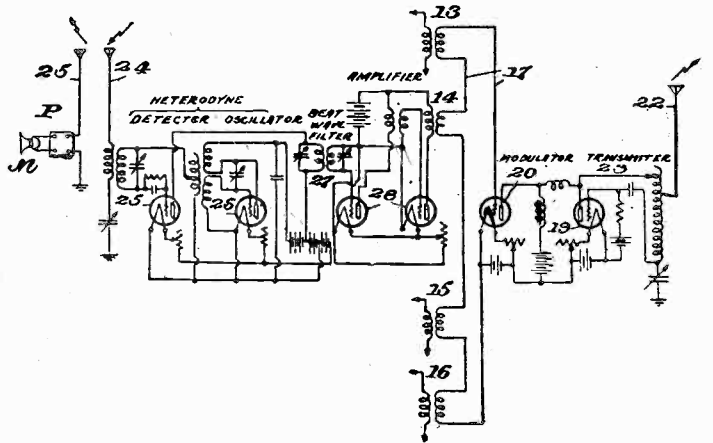 13
25
24
AMPLIFIER
17
14
22
P
HETERODYNE
DETECTOR OSCILLATOR
BEAT
WAVE
FILTER
M
MODULATOR TRANSMITTER
20
23
27
28
25
26
19
15
16